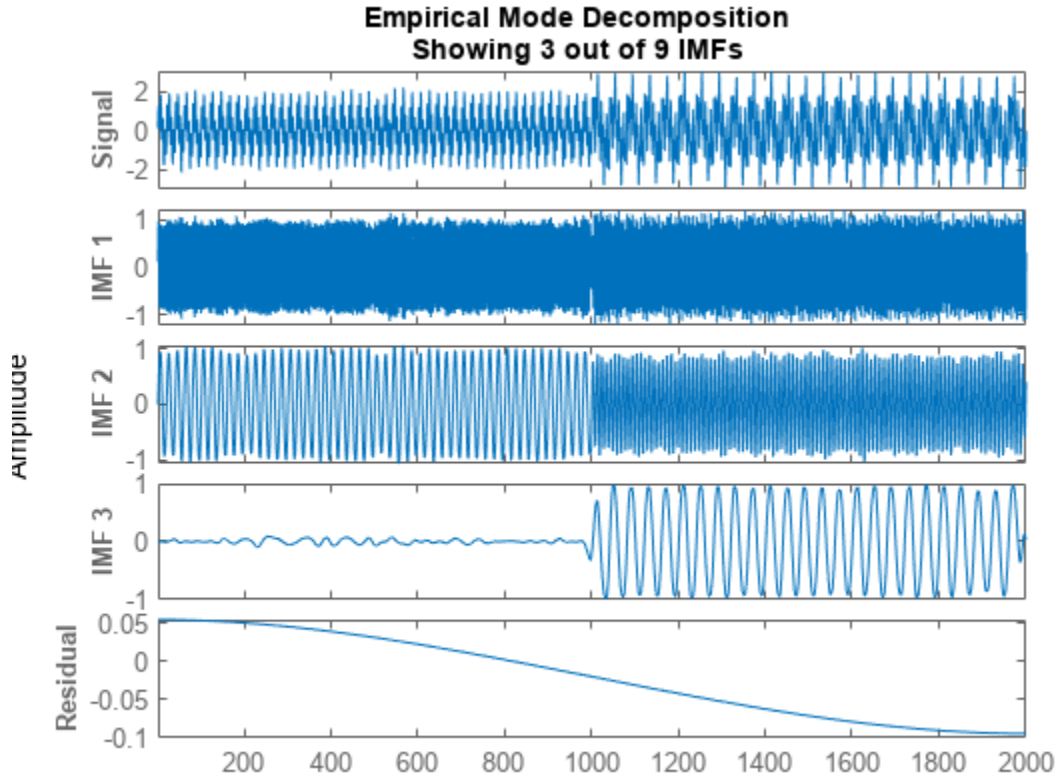 Empirical Mode Decomposition
Showing 3 out of 9 IMFs
Amplitude
Signal
2
0
-2
IMF 1
1
0
-1
IMF 2
1
0
-1
IMF 3
1
0
-1
Residual
0.05
0
-0.05
-0.1
200 400 600 800 1000 1200 1400 1600 1800 2000